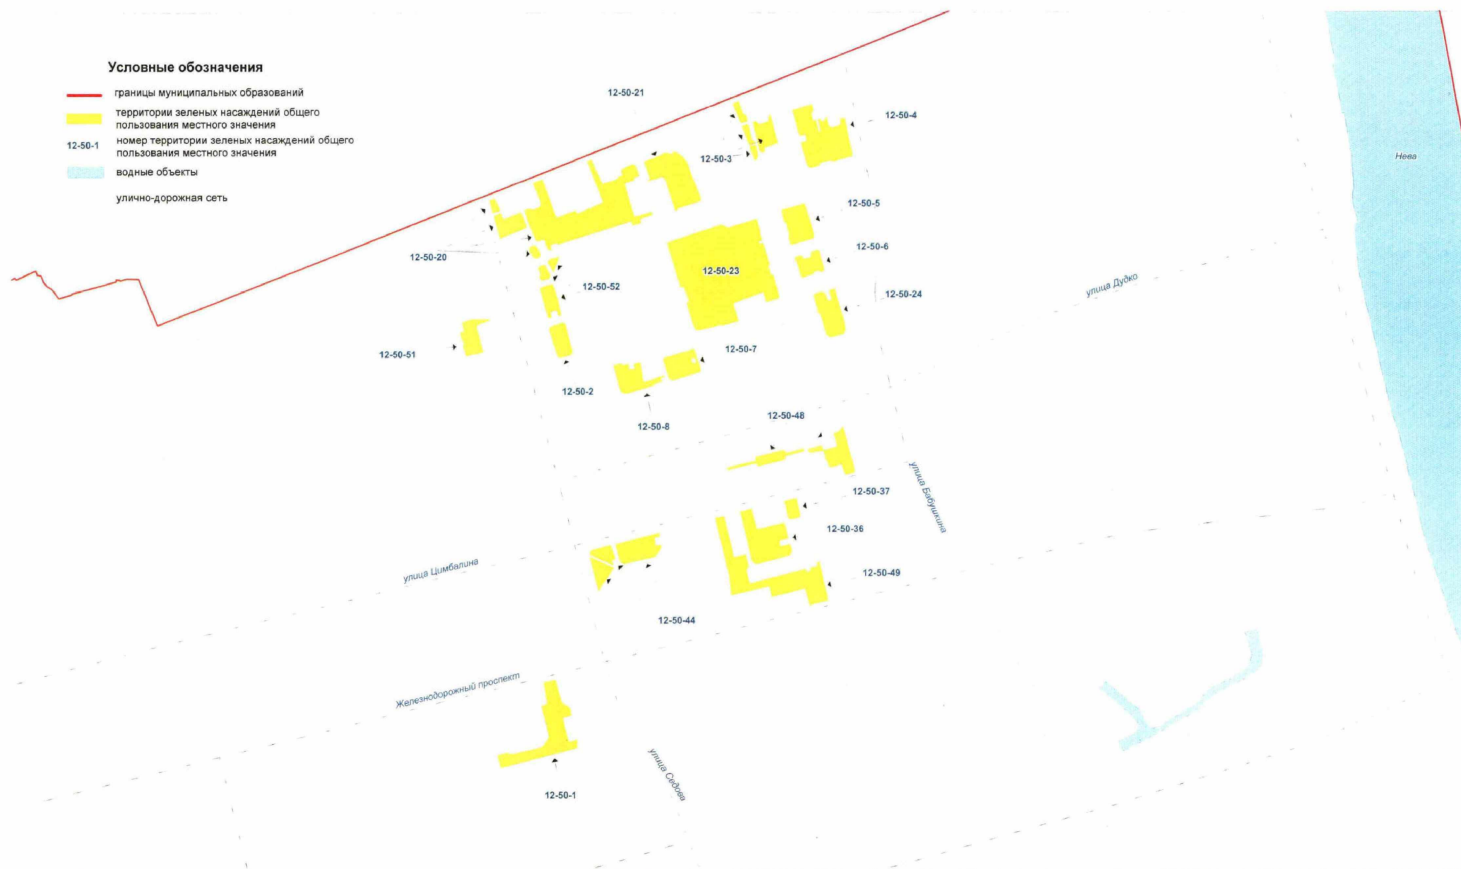 Условные обозначения
границы муниципальных образований
территории зеленых насаждений общего
пользования местного значения
12-50-1
номер территории зеленых насаждений общего
пользования местного значения
водные объекты
улично-дорожная сеть
12-50-21
12-50-4
12-50-3
Нева
12-50-5
12-50-6
12-50-20
12-50-23
12-50-52
12-50-24
улица Дудко
12-50-51
12-50-7
12-50-2
12-50-48
12-50-8
12-50-37
улица Бабушкина
12-50-36
улица Цимбалина
12-50-49
12-50-44
Железнодорожный проспект
улица Седова
12-50-1